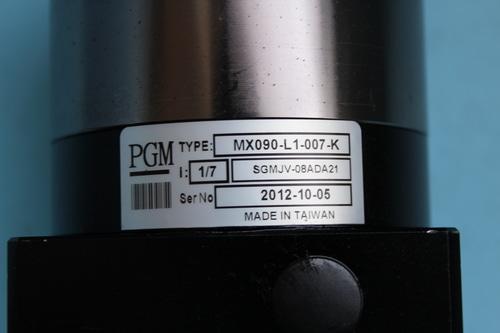 PGM
TYPE: MX090-L1-007-K
I: 1/7 SGMJV-08ADA21
Ser No 2012-10-05
MADE IN TAIWAN